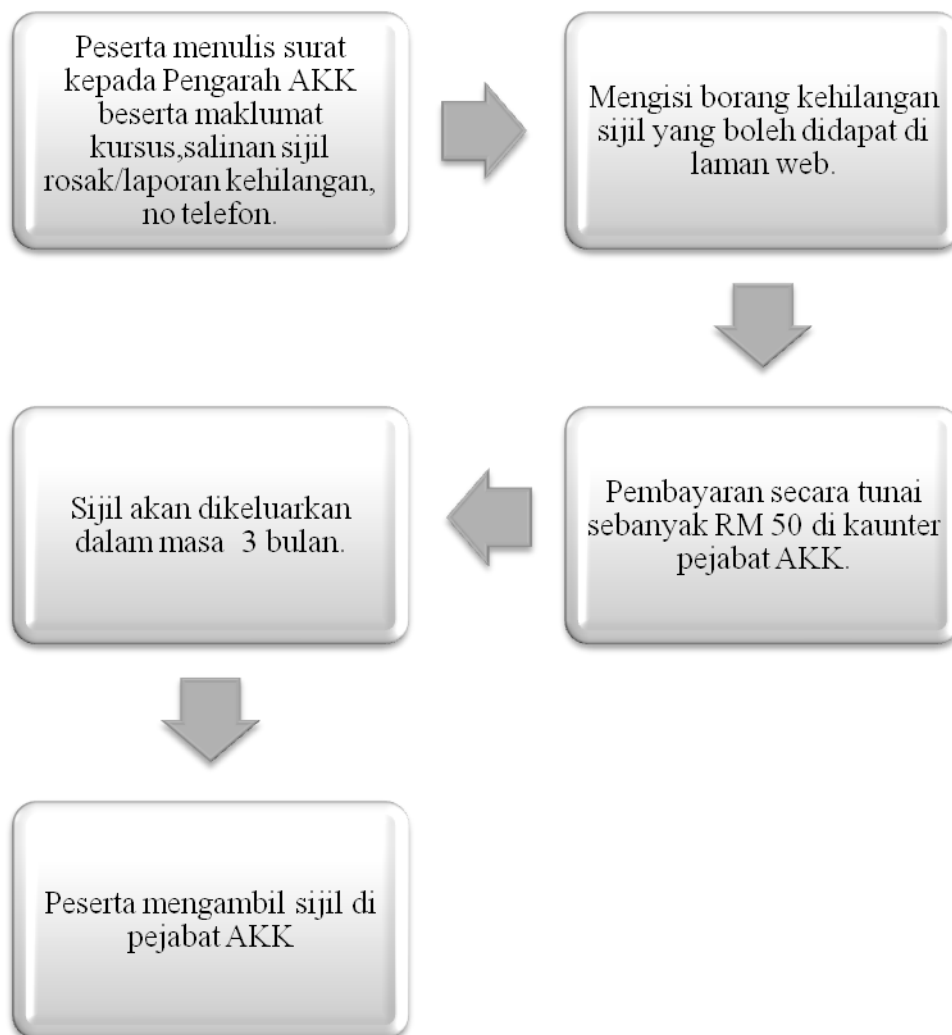 Peserta menulis surat
kepada Pengarah AKK
beserta maklumat
kursus,salinan sijil
rosak/laporan kehilangan,
no telefon.
Mengisi borang kehilangan
sijil yang boleh didapat di
laman web.
Pembayaran secara tunai
sebanyak RM 50 di kaunter
pejabat AKK.
Sijil akan dikeluarkan
dalam masa  3 bulan.
Peserta mengambil sijil di
pejabat AKK